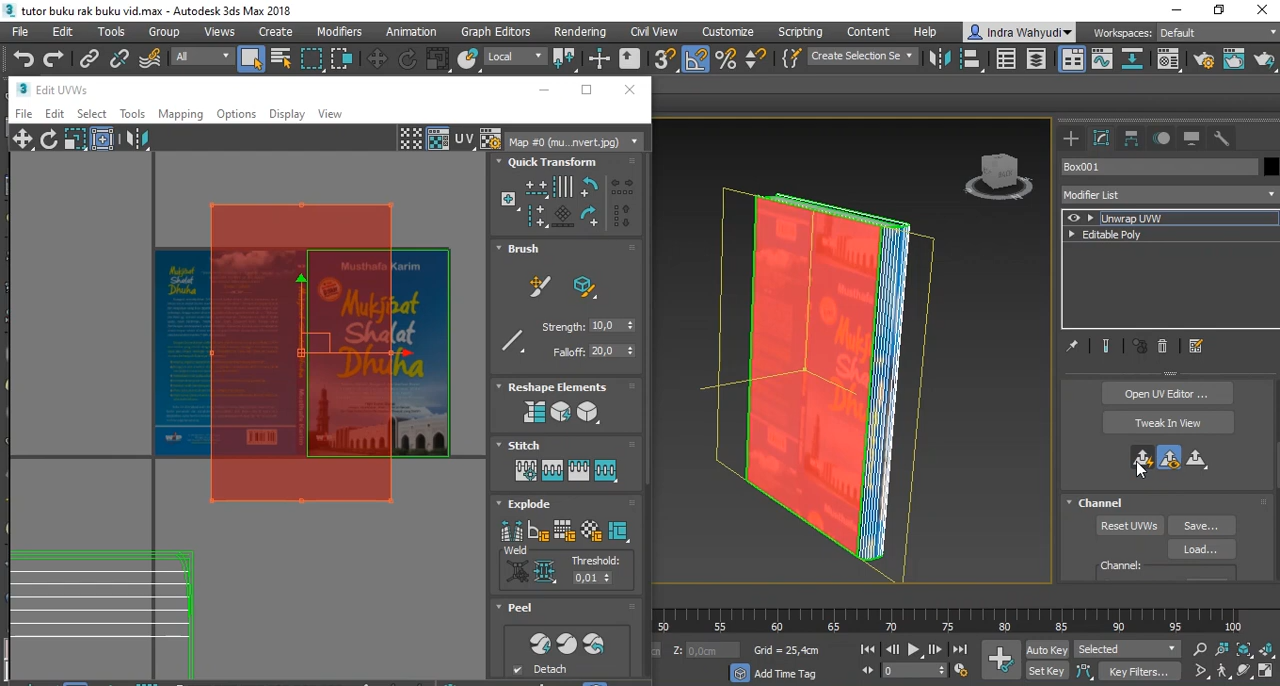 tutor buku rak buku vid.max - Autodesk 3ds Max 2018
File Edit Tools Group Views Create Modifiers Animation Graph Editors Rendering Civil View Customize Scripting Content Help Indra Wahyudi Workspaces: Default
All Local Create Selection Se
Edit UVWs
File Edit Select Tools Mapping Options Display View
UV Map #0 (mu...nvert.jpg)
Quick Transform
Brush
Strength: 10,0
Falloff: 20,0
Reshape Elements
Stitch
Explode
Weld
Threshold:
0,01
Peel
Detach
Mukjizat
Shalat
Dhuha
Musthafa Karim
Mukjizat
Shalat
Dhuha
Box001
Modifier List
Unwrap UVW
Editable Poly
Open UV Editor ...
Tweak In View
Channel
Reset UVWs Save...
Load...
Channel:
50 55 60 65 70 75 80 85 90 95 100
Z: 0,0cm Grid = 25,4cm Auto Key Selected
Add Time Tag 0 Set Key Key Filters...